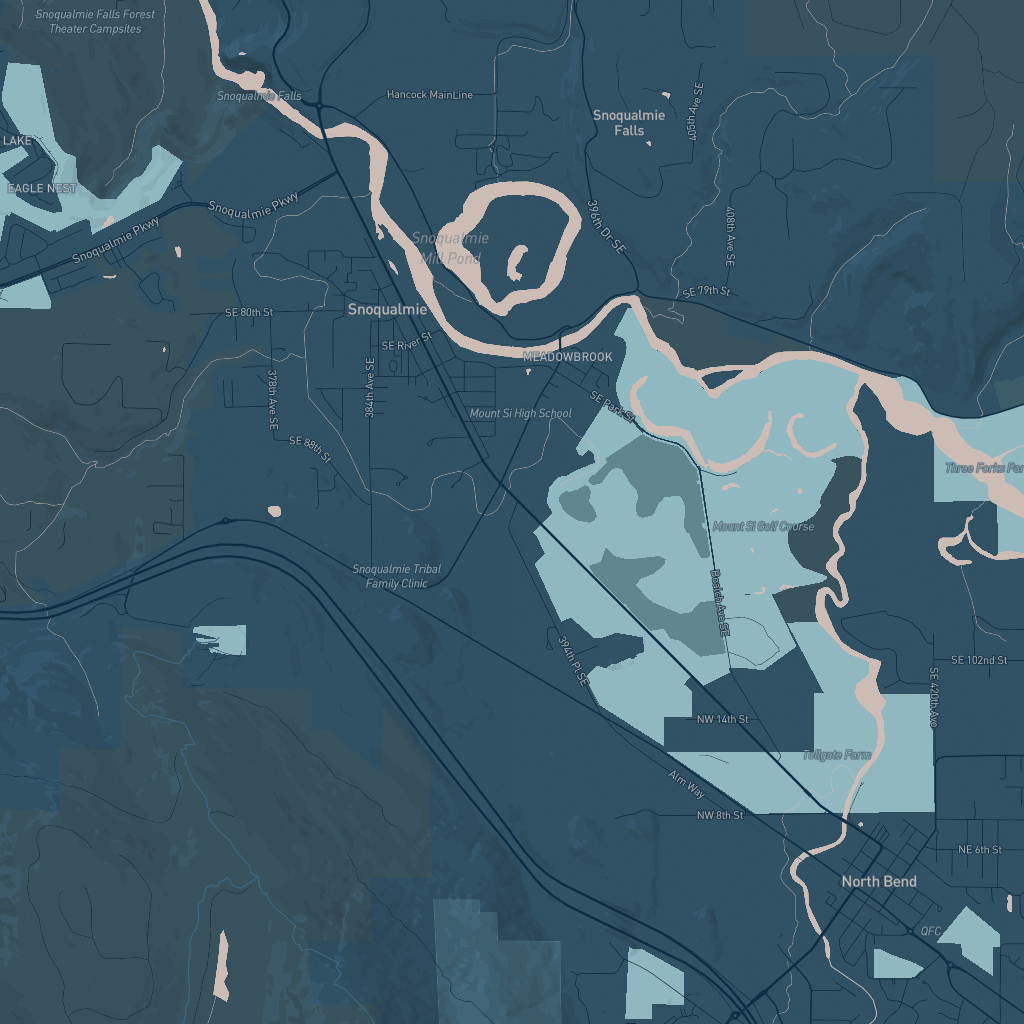 Snoqualmie Falls Forest
Theater Campsites
Snoqualmie Falls
Hancock MainLine
Snoqualmie
Falls
405th Ave SE
LAKE
EAGLE NEST
Snoqualmie Pkwy
Snoqualmie Pkwy
396th Dr SE
408th Ave SE
Snoqualmie
Mill Pond
SE 79th St
SE 80th St
Snoqualmie
SE River St
MEADOWBROOK
378th Ave SE
384th Ave SE
SE Park St
Mount Si High School
SE 88th St
Three Forks Par
Mount Si Golf Course
Snoqualmie Tribal
Family Clinic
Boalch Ave SE
394th Pl SE
SE 102nd St
SE 420th Ave
NW 14th St
Tollgate Farm
Alm Way
NW 8th St
NE 6th St
North Bend
QFC